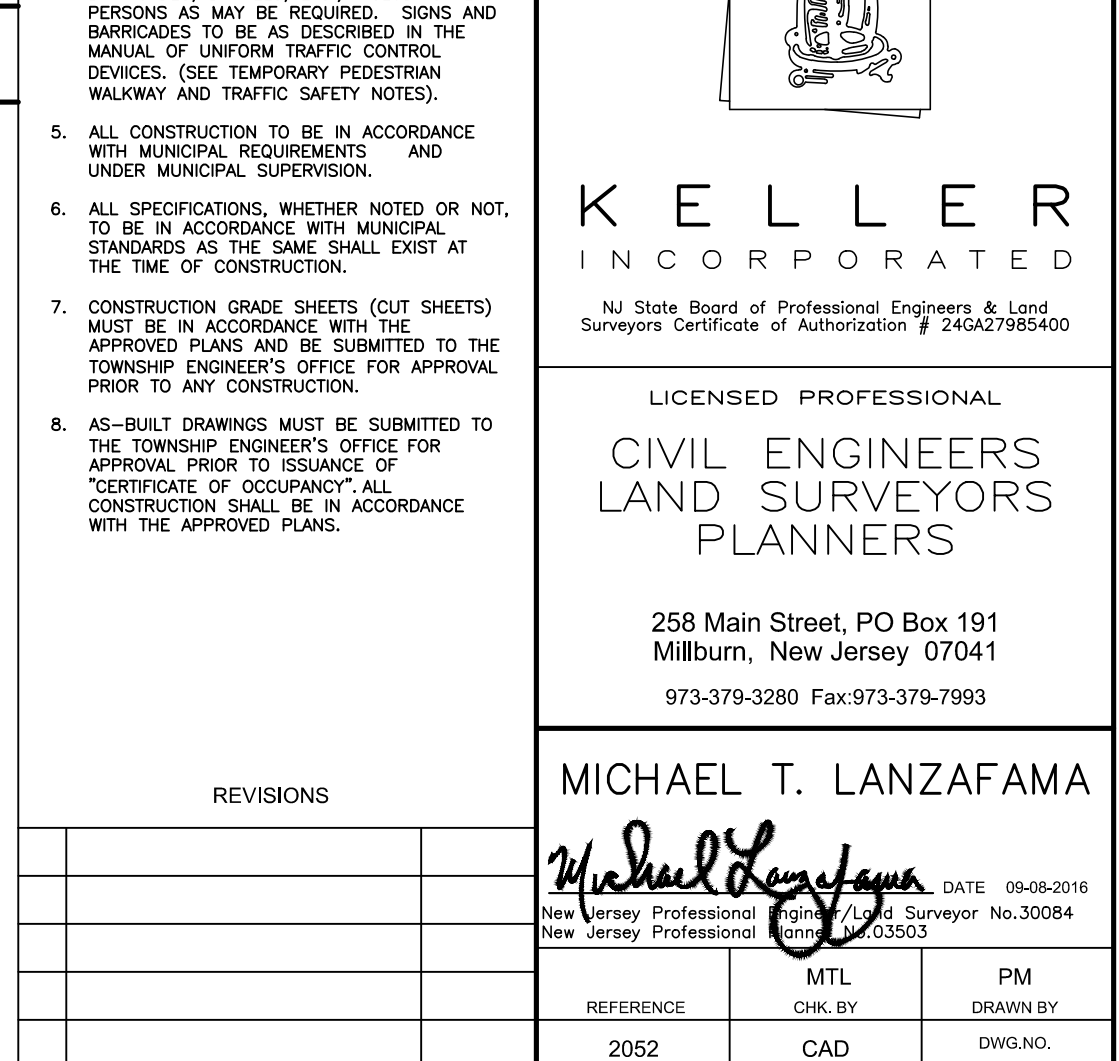 PERSONS AS MAY BE REQUIRED. SIGNS AND
BARRICADES TO BE AS DESCRIBED IN THE
MANUAL OF UNIFORM TRAFFIC CONTROL
DEVIICES. (SEE TEMPORARY PEDESTRIAN
WALKWAY AND TRAFFIC SAFETY NOTES).
5. ALL CONSTRUCTION TO BE IN ACCORDANCE
WITH MUNICIPAL REQUIREMENTS AND
UNDER MUNICIPAL SUPERVISION.
6. ALL SPECIFICATIONS, WHETHER NOTED OR NOT,
TO BE IN ACCORDANCE WITH MUNICIPAL
STANDARDS AS THE SAME SHALL EXIST AT
THE TIME OF CONSTRUCTION.
7. CONSTRUCTION GRADE SHEETS (CUT SHEETS)
MUST BE IN ACCORDANCE WITH THE
APPROVED PLANS AND BE SUBMITTED TO THE
TOWNSHIP ENGINEER'S OFFICE FOR APPROVAL
PRIOR TO ANY CONSTRUCTION.
8. AS-BUILT DRAWINGS MUST BE SUBMITTED TO
THE TOWNSHIP ENGINEER'S OFFICE FOR
APPROVAL PRIOR TO ISSUANCE OF
"CERTIFICATE OF OCCUPANCY". ALL
CONSTRUCTION SHALL BE IN ACCORDANCE
WITH THE APPROVED PLANS.
REVISIONS
KELLER
INCORPORATED
NJ State Board of Professional Engineers & Land
Surveyors Certificate of Authorization # 24GA27985400
LICENSED PROFESSIONAL
CIVIL ENGINEERS
LAND SURVEYORS
PLANNERS
258 Main Street, PO Box 191
Millburn, New Jersey 07041
973-379-3280 Fax:973-379-7993
MICHAEL T. LANZAFAMA
Michael Lanzafama
DATE 09-08-2016
New Jersey Professional Engineer/Land Surveyor No.30084
New Jersey Professional Planner No.03503
MTL PM
REFERENCE CHK. BY DRAWN BY
2052 CAD DWG.NO.